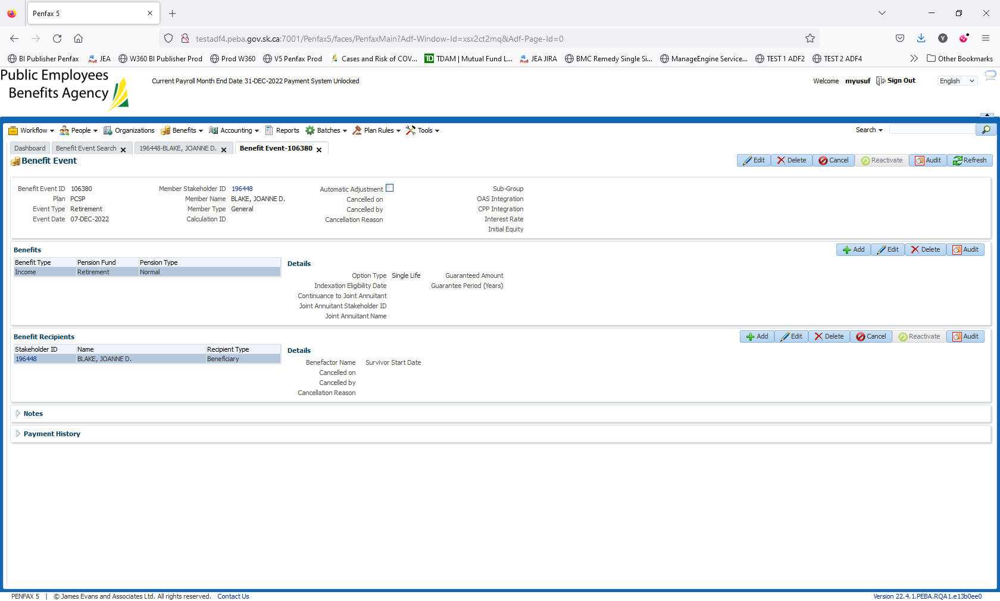 Penfax 5
testadf4.peba.gov.sk.ca:7001/Penfax5/faces/PenfaxMain?Adf-Window-Id=xsx2ct2mq&Adf-Page-Id=0
Y
BI Publisher Penfax JEA W360 BI Publisher Prod Prod W360 V5 Penfax Prod Cases and Risk of COV... TD TDAM | Mutual Fund L... JEA JIRA BMC Remedy Single Si... ManageEngine Service... TEST 1 ADF2 TEST 2 ADF4 Other Bookmarks
Public Employees
Benefits Agency
Current Payroll Month End Date 31-DEC-2022 Payment System Unlocked
Welcome myusuf Sign Out English
Workflow People Organizations Benefits Accounting Reports Batches Plan Rules Tools Search
Dashboard Benefit Event Search 196448-BLAKE, JOANNE D. Benefit Event-106380
Benefit Event Edit Delete Cancel Reactivate Audit Refresh
Benefit Event ID 106380 Member Stakeholder ID 196448 Automatic Adjustment Sub-Group
Plan PCSP Member Name BLAKE, JOANNE D. Cancelled on OAS Integration
Event Type Retirement Member Type General Cancelled by CPP Integration
Event Date 07-DEC-2022 Calculation ID Cancellation Reason Interest Rate
Initial Equity
Benefits Add Edit Delete Audit
Benefit Type Pension Fund Pension Type
Income Retirement Normal
Details
Option Type Single Life Guaranteed Amount
Indexation Eligibility Date Guarantee Period (Years)
Continuance to Joint Annuitant
Joint Annuitant Stakeholder ID
Joint Annuitant Name
Benefit Recipients Add Edit Delete Cancel Reactivate Audit
Stakeholder ID Name Recipient Type
196448 BLAKE, JOANNE D. Beneficiary
Details
Benefactor Name Survivor Start Date
Cancelled on
Cancelled by
Cancellation Reason
Notes
Payment History
PENFAX 5 | © James Evans and Associates Ltd. All rights reserved. Contact Us Version 22.4.1.PEBA.RQA1.e13b0ee0